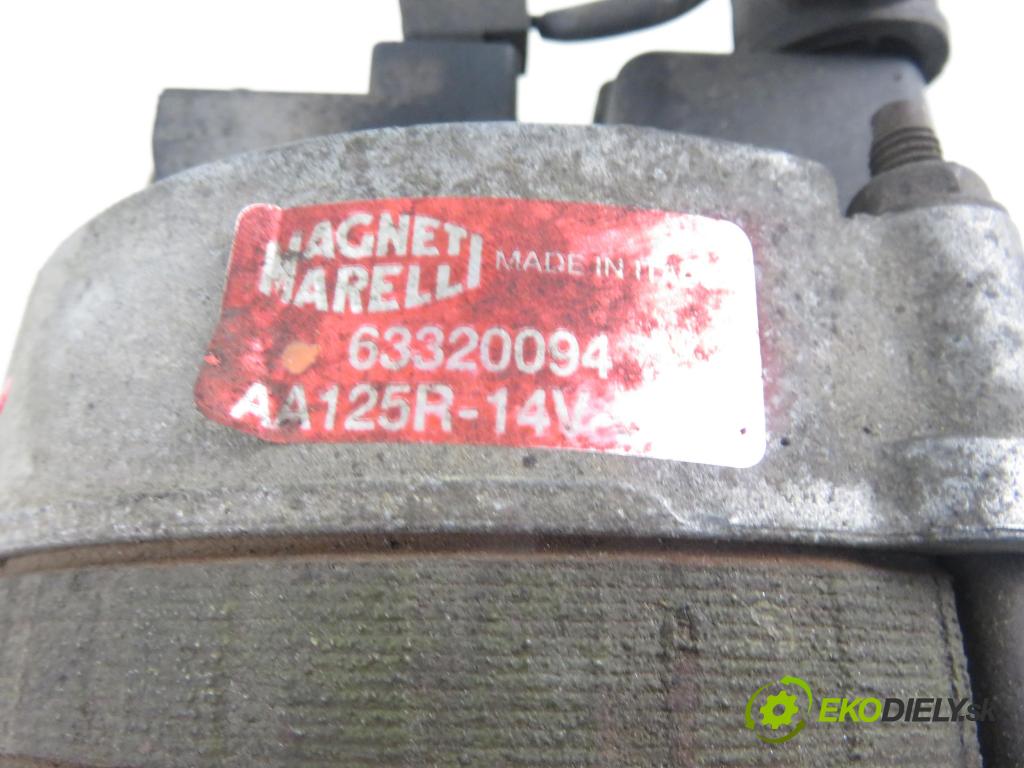 MAGNETI
MARELLI
MADE IN
63320094
AA125R-14V
EKODIELY.sk